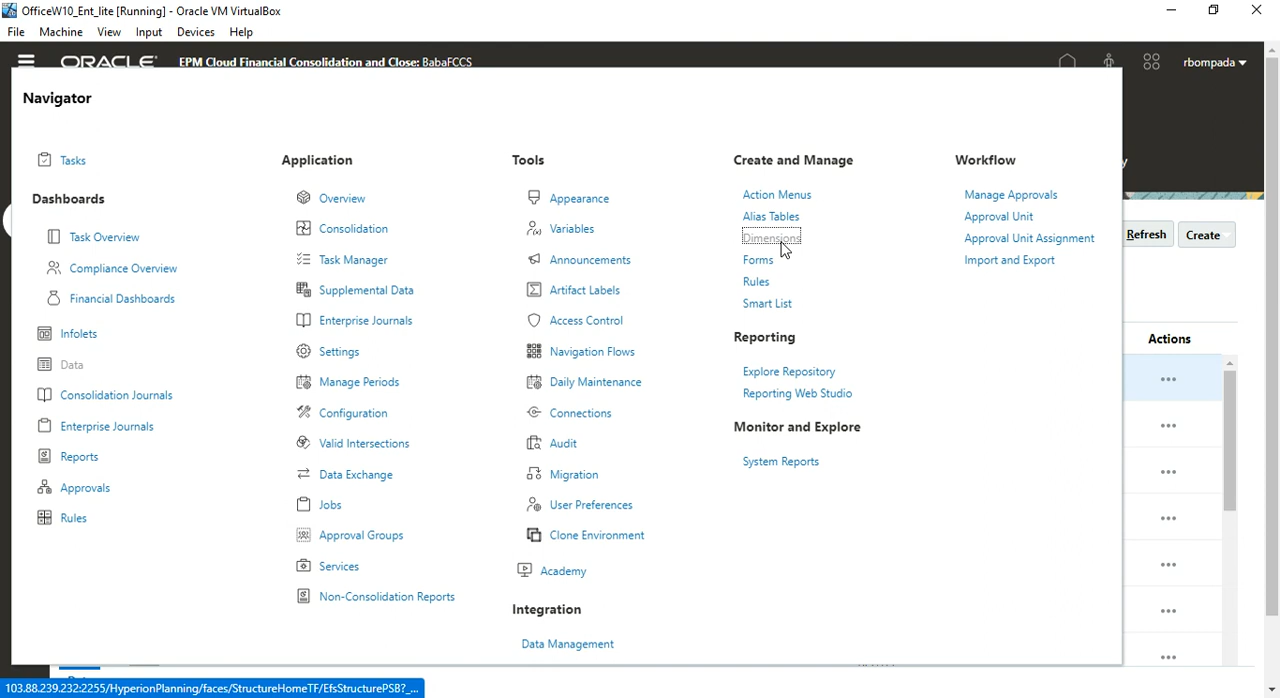 OfficeW10_Ent_lite [Running] - Oracle VM VirtualBox
File Machine View Input Devices Help
ORACLE EPM Cloud Financial Consolidation and Close: BabaFCCS rbompada
Navigator
Tasks
Dashboards
Task Overview
Compliance Overview
Financial Dashboards
Infolets
Data
Consolidation Journals
Enterprise Journals
Reports
Approvals
Rules
Application
Overview
Consolidation
Task Manager
Supplemental Data
Enterprise Journals
Settings
Manage Periods
Configuration
Valid Intersections
Data Exchange
Jobs
Approval Groups
Services
Non-Consolidation Reports
Tools
Appearance
Variables
Announcements
Artifact Labels
Access Control
Navigation Flows
Daily Maintenance
Connections
Audit
Migration
User Preferences
Clone Environment
Academy
Integration
Data Management
Create and Manage
Action Menus
Alias Tables
Dimensions
Forms
Rules
Smart List
Reporting
Explore Repository
Reporting Web Studio
Monitor and Explore
System Reports
Workflow
Manage Approvals
Approval Unit
Approval Unit Assignment
Import and Export
Refresh Create
Actions
103.88.239.232:2255/HyperionPlanning/faces/StructureHomeTF/EfsStructurePSB?_...